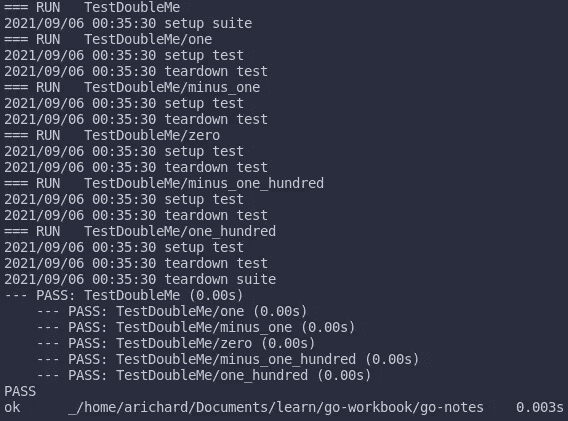 === RUN   TestDoubleMe
2021/09/06 00:35:30 setup suite
=== RUN   TestDoubleMe/one
2021/09/06 00:35:30 setup test
2021/09/06 00:35:30 teardown test
=== RUN   TestDoubleMe/minus_one
2021/09/06 00:35:30 setup test
2021/09/06 00:35:30 teardown test
=== RUN   TestDoubleMe/zero
2021/09/06 00:35:30 setup test
2021/09/06 00:35:30 teardown test
=== RUN   TestDoubleMe/minus_one_hundred
2021/09/06 00:35:30 setup test
2021/09/06 00:35:30 teardown test
=== RUN   TestDoubleMe/one_hundred
2021/09/06 00:35:30 setup test
2021/09/06 00:35:30 teardown test
2021/09/06 00:35:30 teardown suite
--- PASS: TestDoubleMe (0.00s)
    --- PASS: TestDoubleMe/one (0.00s)
    --- PASS: TestDoubleMe/minus_one (0.00s)
    --- PASS: TestDoubleMe/zero (0.00s)
    --- PASS: TestDoubleMe/minus_one_hundred (0.00s)
    --- PASS: TestDoubleMe/one_hundred (0.00s)
PASS
ok      _/home/arichard/Documents/learn/go-workbook/go-notes    0.003s